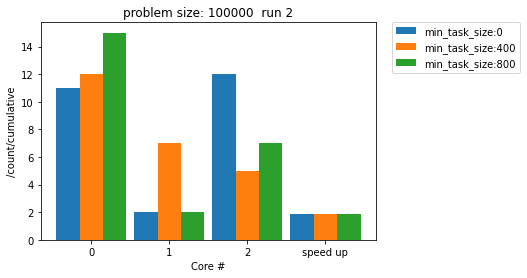 problem size: 100000  run 2
min_task_size:0
min_task_size:400
min_task_size:800
/count/cumulative
14
12
10
8
6
4
2
0
0 1 2 speed up
Core #